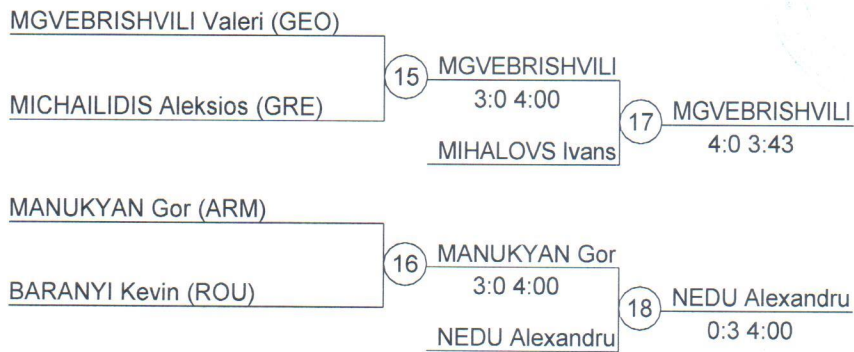 MGVEBRISHVILI Valeri (GEO)
15
MGVEBRISHVILI
3:0 4:00
MICHAILIDIS Aleksios (GRE)
17
MGVEBRISHVILI
4:0 3:43
MIHALOVS Ivans
MANUKYAN Gor (ARM)
16
MANUKYAN Gor
3:0 4:00
BARANYI Kevin (ROU)
18
NEDU Alexandru
0:3 4:00
NEDU Alexandru